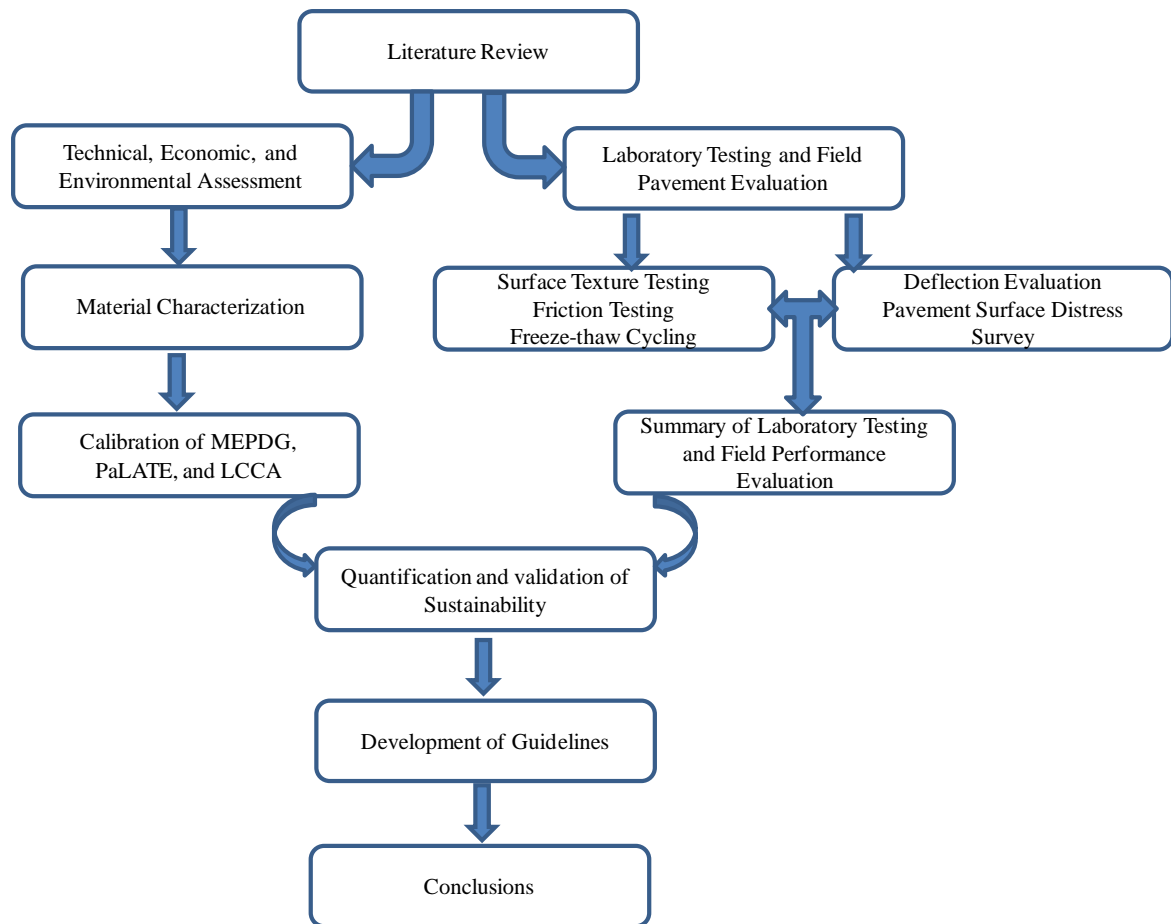 Literature Review
Technical, Economic, and
Environmental Assessment
Laboratory Testing and Field
Pavement Evaluation
Material Characterization
Surface Texture Testing
Friction Testing
Freeze-thaw Cycling
Deflection Evaluation
Pavement Surface Distress
Survey
Calibration of MEPDG,
PaLATE, and LCCA
Summary of Laboratory Testing
and Field Performance
Evaluation
Quantification and validation of
Sustainability
Development of Guidelines
Conclusions